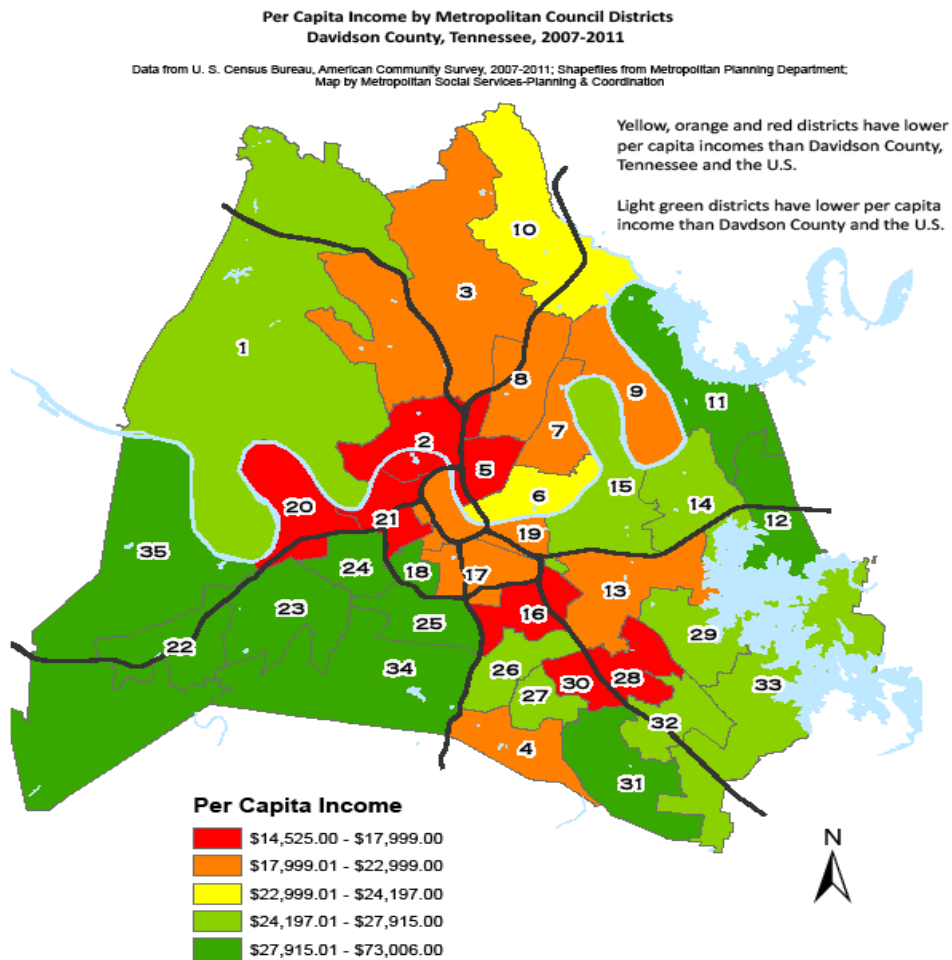 Per Capita Income by Metropolitan Council Districts
Davidson County, Tennessee, 2007-2011
Data from U. S. Census Bureau, American Community Survey, 2007-2011; Shapefiles from Metropolitan Planning Department;
Map by Metropolitan Social Services-Planning & Coordination
Yellow, orange and red districts have lower
per capita incomes than Davidson County,
Tennessee and the U.S.
Light green districts have lower per capita
income than Davdson County and the U.S.
10
3
1
8
9
11
7
2
5
15
6
14
20
21
12
19
35
24
18
17
13
23
16
25
29
22
34
26
30
28
33
27
32
4
31
Per Capita Income
$14,525.00 - $17,999.00
$17,999.01 - $22,999.00
$22,999.01 - $24,197.00
$24,197.01 - $27,915.00
$27,915.01 - $73,006.00
N